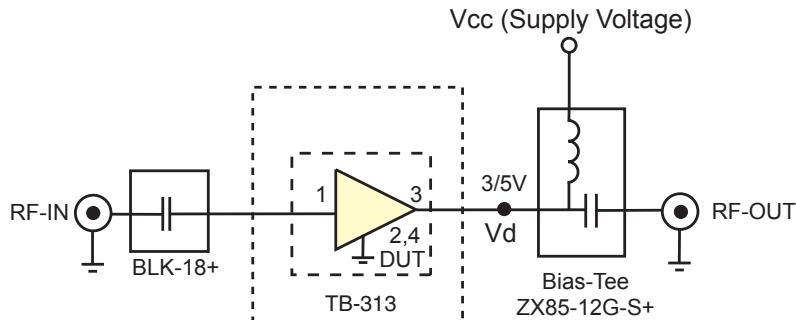 Vcc (Supply Voltage)
RF-IN
BLK-18+
1
3
2,4
DUT
TB-313
3/5V
Vd
Bias-Tee
ZX85-12G-S+
RF-OUT